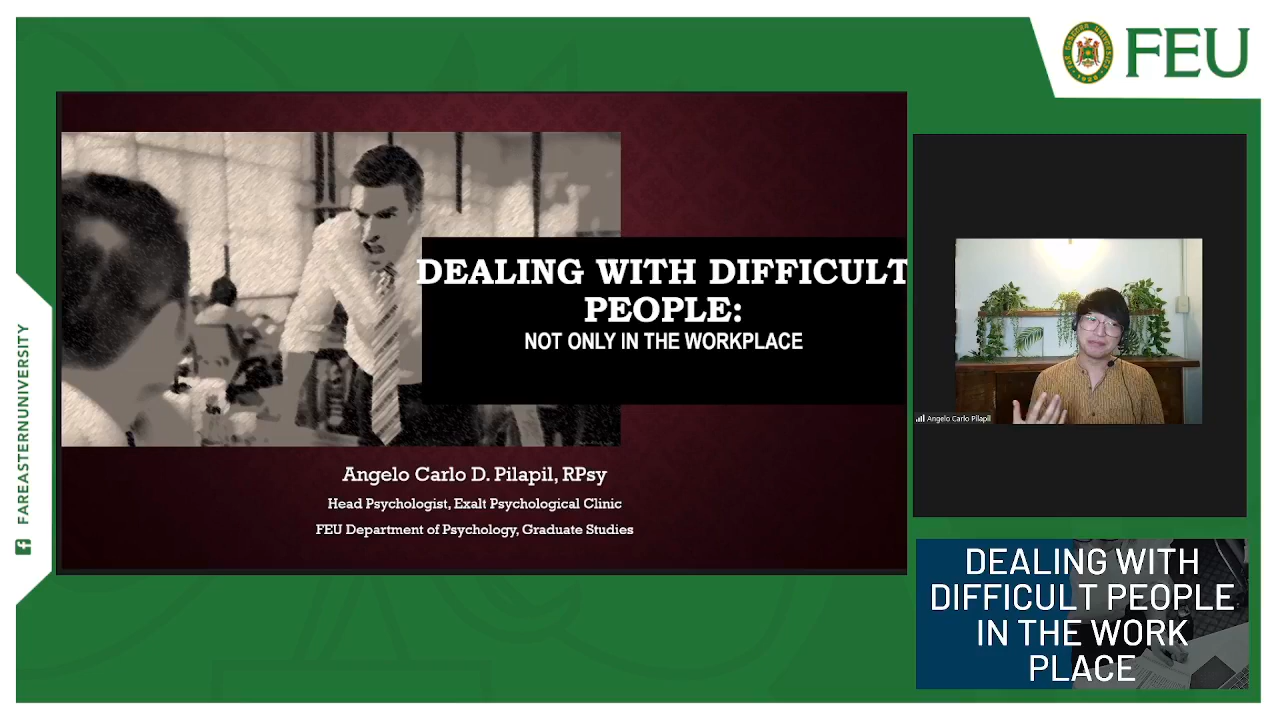 FEU
DEALING WITH DIFFICULT
PEOPLE:
NOT ONLY IN THE WORKPLACE
Angelo Carlo D. Pilapil, RPsy
Head Psychologist, Exalt Psychological Clinic
FEU Department of Psychology, Graduate Studies
Angelo Carlo Pilapil
DEALING WITH
DIFFICULT PEOPLE
IN THE WORK
PLACE
FAREASTERNUNIVERSITY